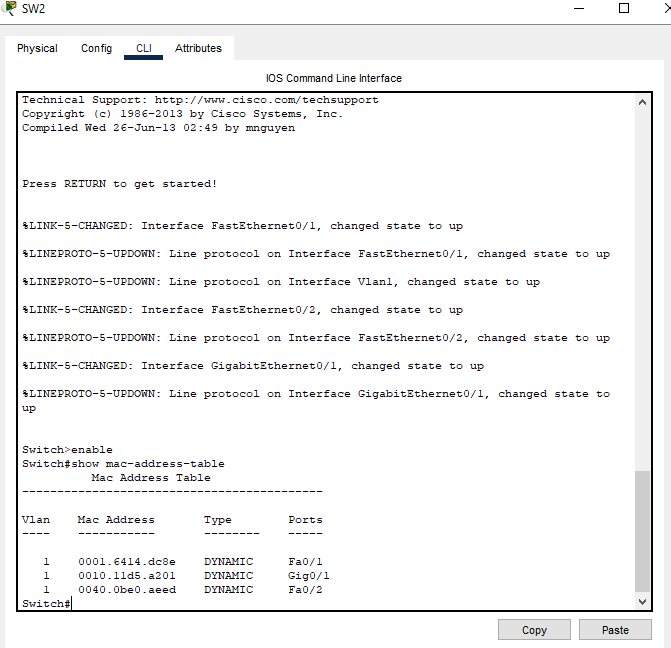 SW2
Physical Config CLI Attributes
IOS Command Line Interface
Technical Support: http://www.cisco.com/techsupport
Copyright (c) 1986-2013 by Cisco Systems, Inc.
Compiled Wed 26-Jun-13 02:49 by mnguyen
Press RETURN to get started!
%LINK-5-CHANGED: Interface FastEthernet0/1, changed state to up
%LINEPROTO-5-UPDOWN: Line protocol on Interface FastEthernet0/1, changed state to up
%LINEPROTO-5-UPDOWN: Line protocol on Interface Vlan1, changed state to up
%LINK-5-CHANGED: Interface FastEthernet0/2, changed state to up
%LINEPROTO-5-UPDOWN: Line protocol on Interface FastEthernet0/2, changed state to up
%LINK-5-CHANGED: Interface GigabitEthernet0/1, changed state to up
%LINEPROTO-5-UPDOWN: Line protocol on Interface GigabitEthernet0/1, changed state to
up
Switch>enable
Switch#show mac-address-table
Mac Address Table
-------------------------------------------
Vlan Mac Address Type Ports
---- ----------- -------- -----
1 0001.6414.dc8e DYNAMIC Fa0/1
1 0010.11d5.a201 DYNAMIC Gig0/1
1 0040.0be0.aeed DYNAMIC Fa0/2
Switch#
Copy Paste